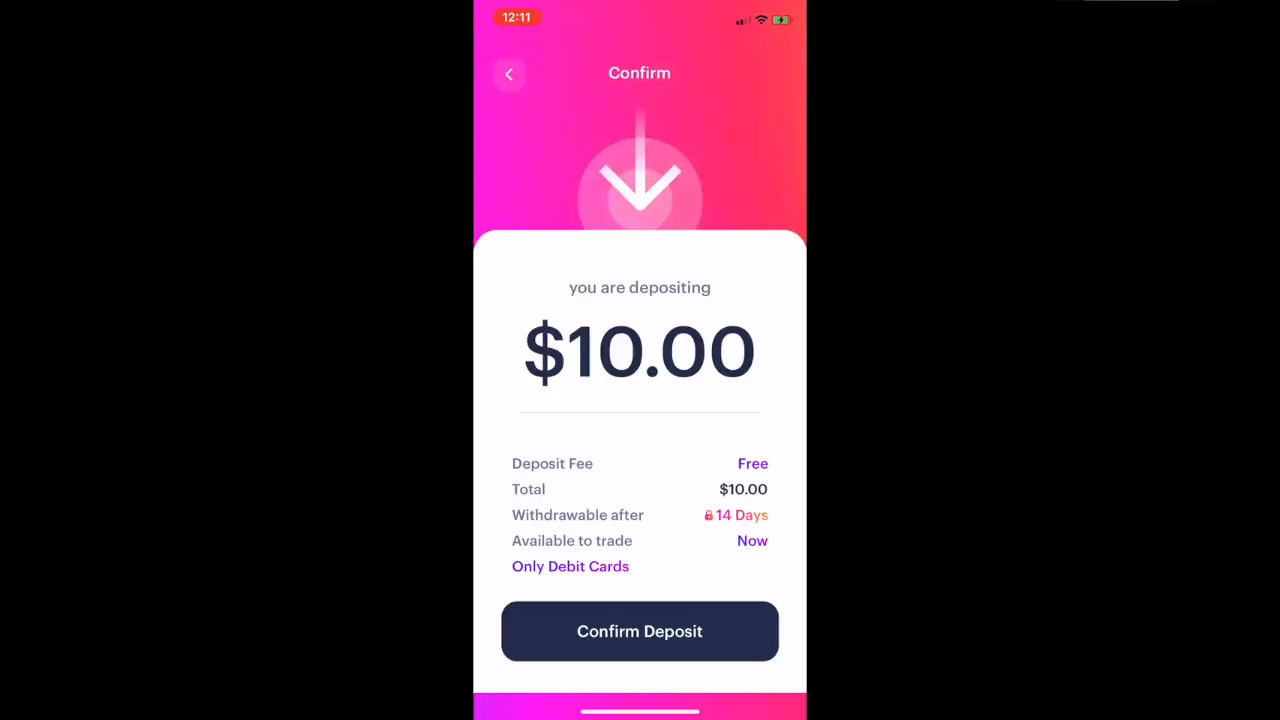 12:11
Confirm
you are depositing
$10.00
Deposit Fee Free
Total $10.00
Withdrawable after 14 Days
Available to trade Now
Only Debit Cards
Confirm Deposit